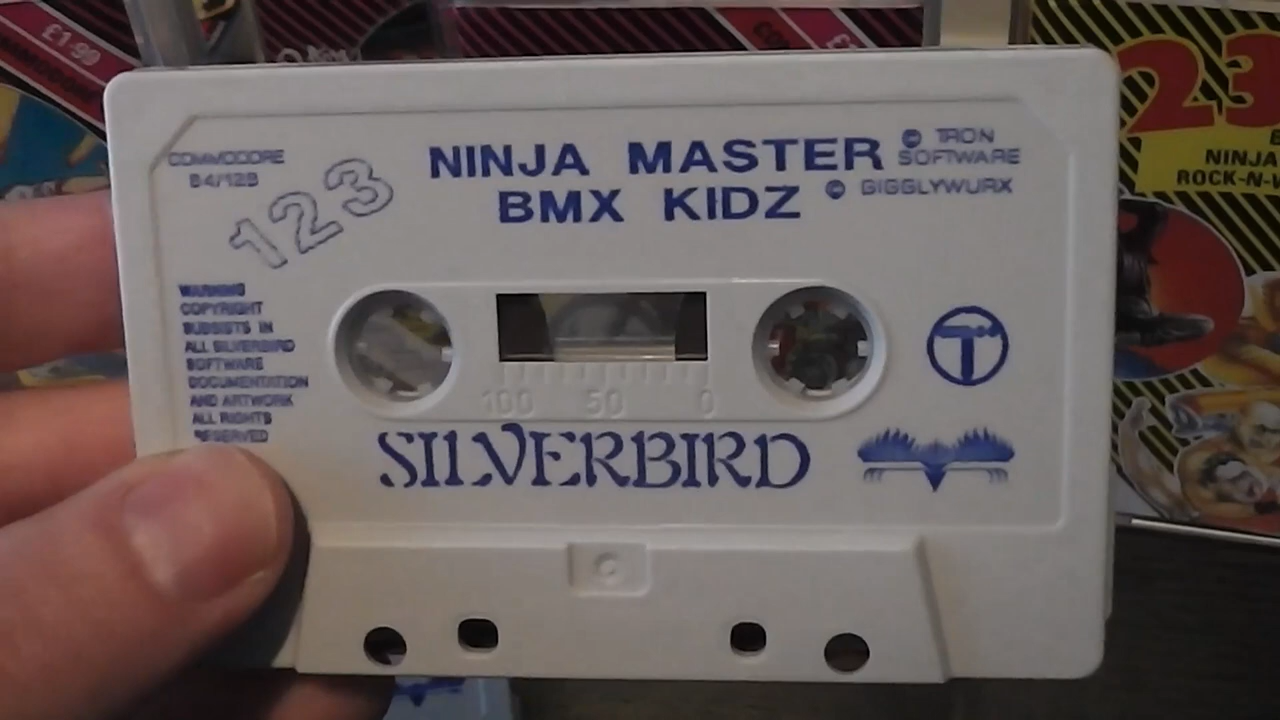 £1·99
123
COMMODORE
64/128
123
NINJA MASTER
© TRON
SOFTWARE
BMX KIDZ
© GIGGLYWURX
NINJA
ROCK-N-W
WARNING
COPYRIGHT
SUBSISTS IN
ALL SILVERBIRD
SOFTWARE
DOCUMENTATION
AND ARTWORK
ALL RIGHTS
RESERVED
100 50 0
T
SILVERBIRD